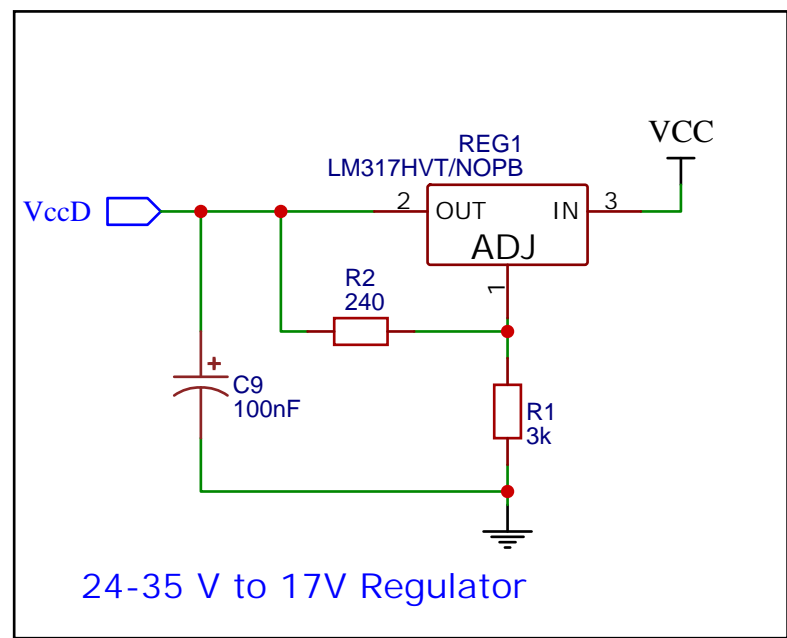 REG1
LM317HVT/NOPB
VCC
VccD
2
OUT
IN
3
ADJ
1
R2
240
+
C9
100nF
R1
3k
24-35 V to 17V Regulator